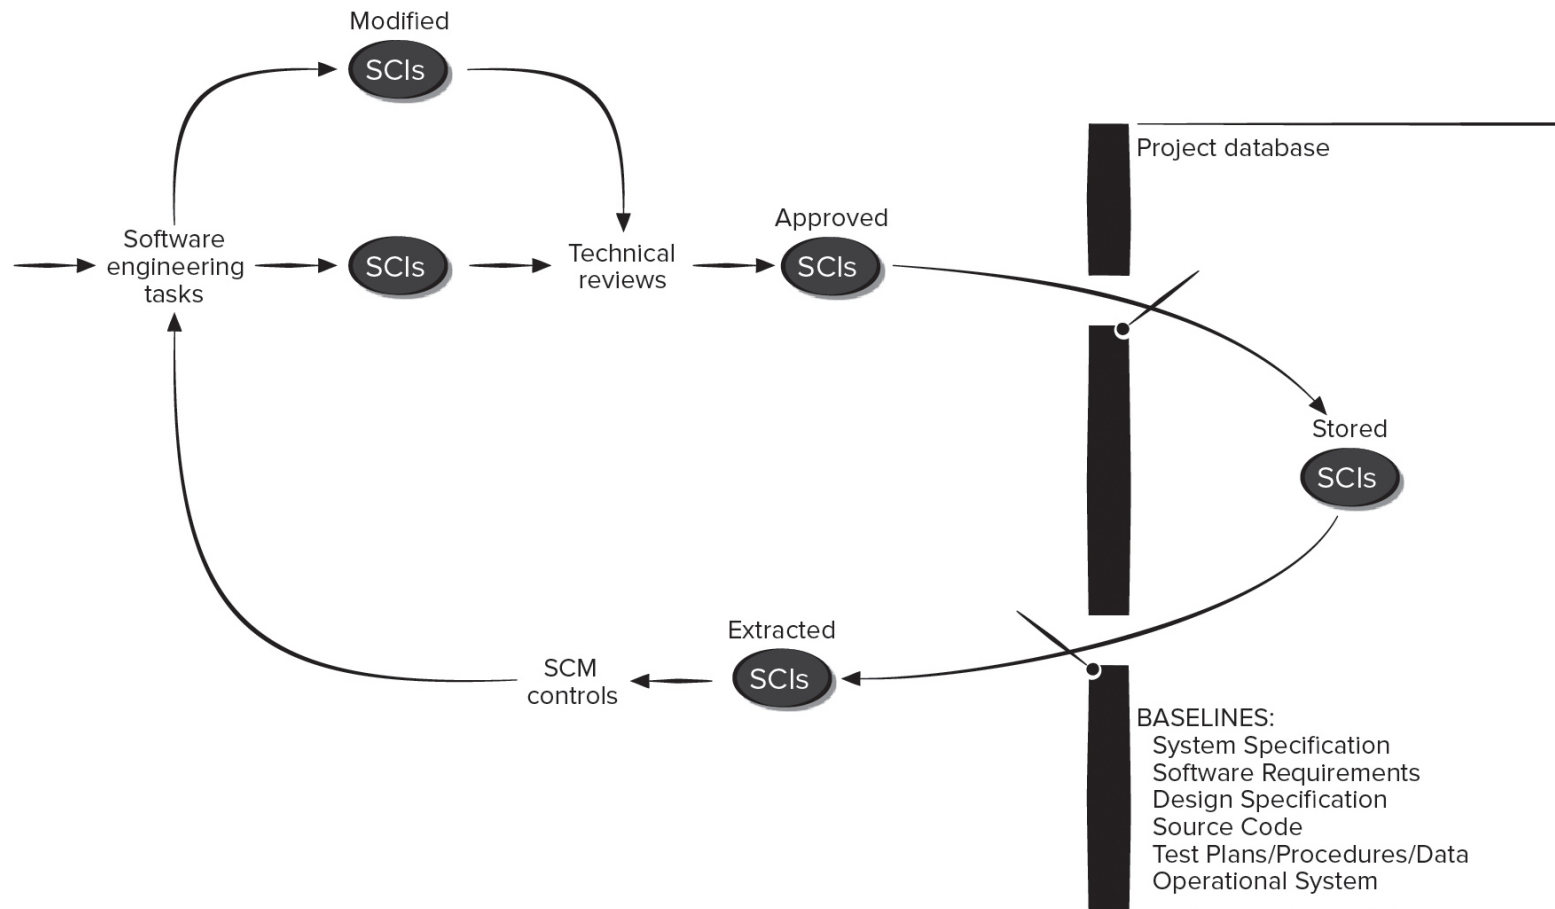 Modified
SCIs
Project database
Approved
Software
engineering
tasks
SCIs
Technical
reviews
SCIs
Stored
SCIs
Extracted
SCM
controls
SCIs
BASELINES:
System Specification
Software Requirements
Design Specification
Source Code
Test Plans/Procedures/Data
Operational System